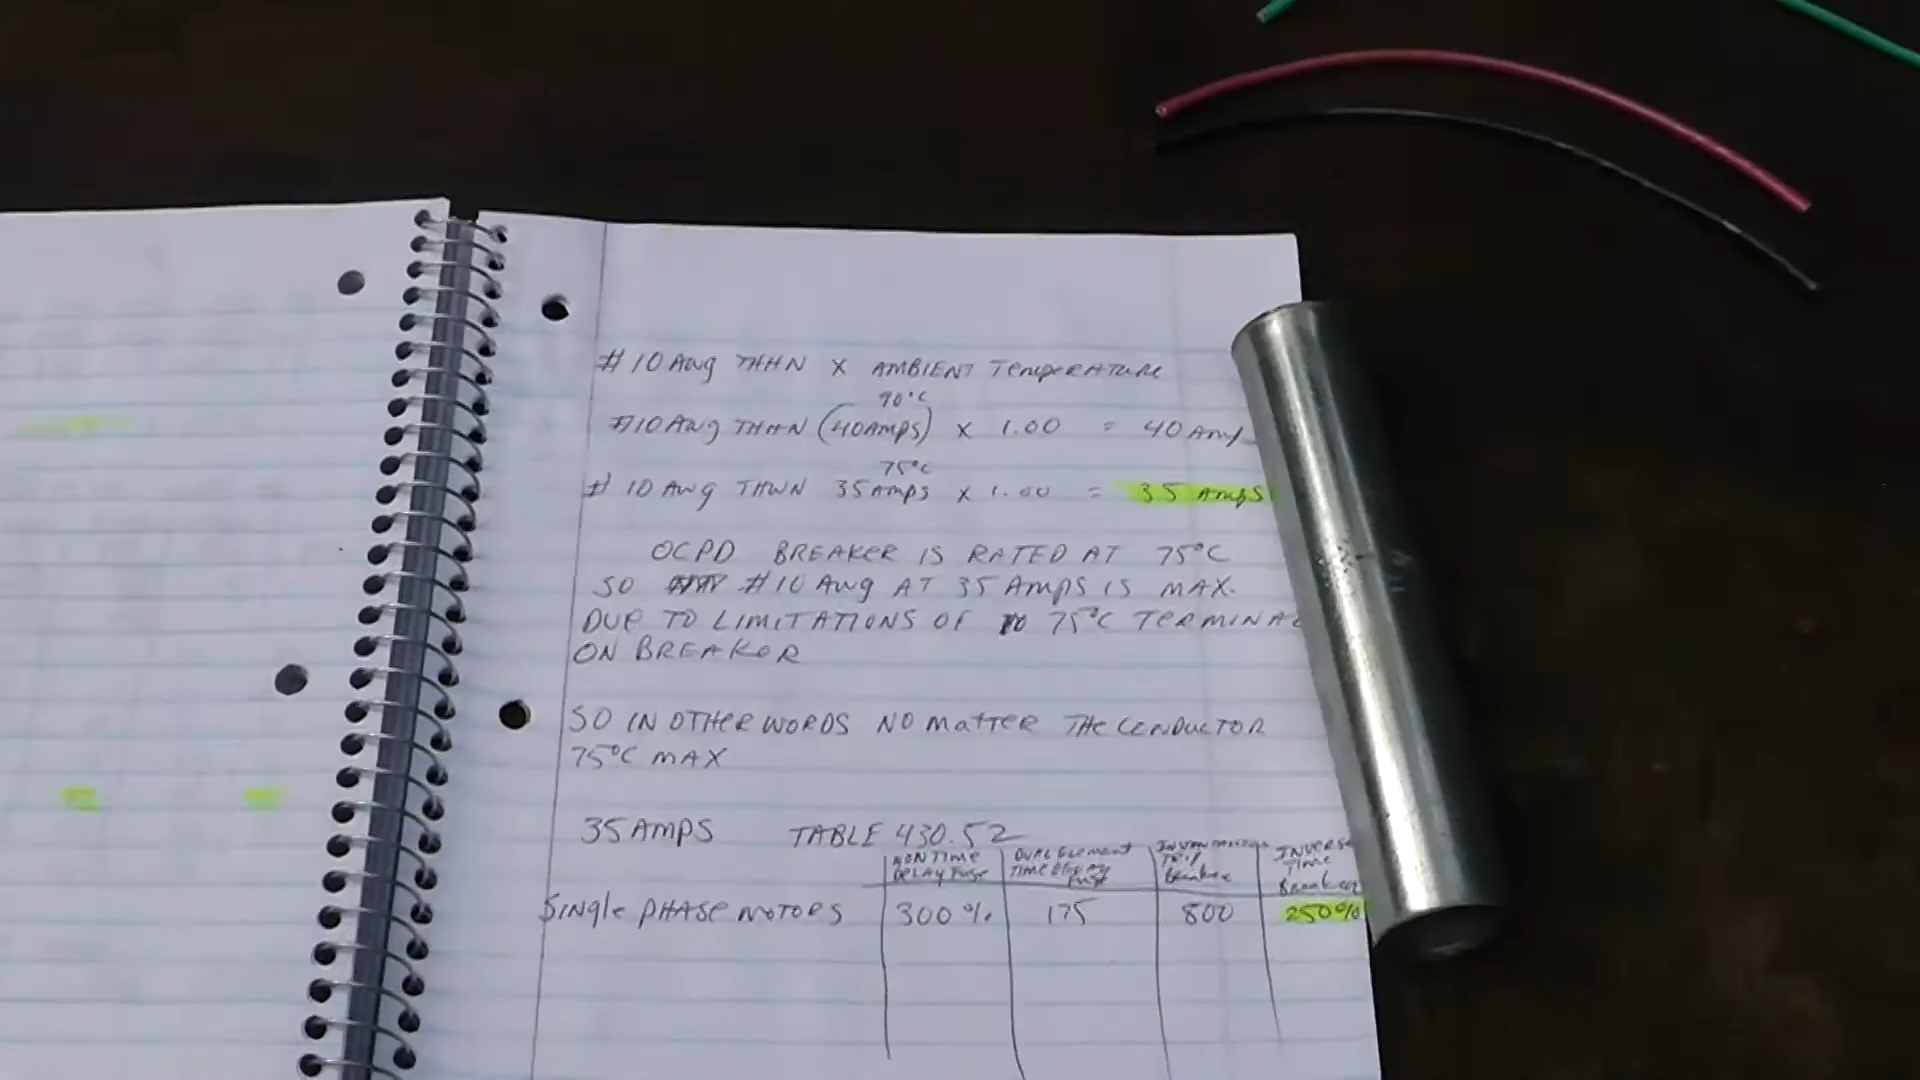 #10 AWG THHN X AMBIENT TEMPERATURE
90°C
#10 AWG THHN (40AMPS) X 1.00 = 40 Amp
75°C
#10 AWG THWN 35 AMPS X 1.00 = 35 AMPS
OCPD BREAKER IS RATED AT 75°C
SO #10 AWG AT 35 AMPS IS MAX.
DUE TO LIMITATIONS OF 75°C TERMINAL
ON BREAKOR
SO IN OTHER WORDS NO MATTER THE CONDUCTOR
75°C MAX
35 AMPS TABLE 430.52
NON TIME DELAY FUSE
DUAL ELEMENT TIME DELAY FUSE
TRIP Breaker
INVERSE TIME Breaker
SINGLE PHASE MOTORS 300% 175 800 250%